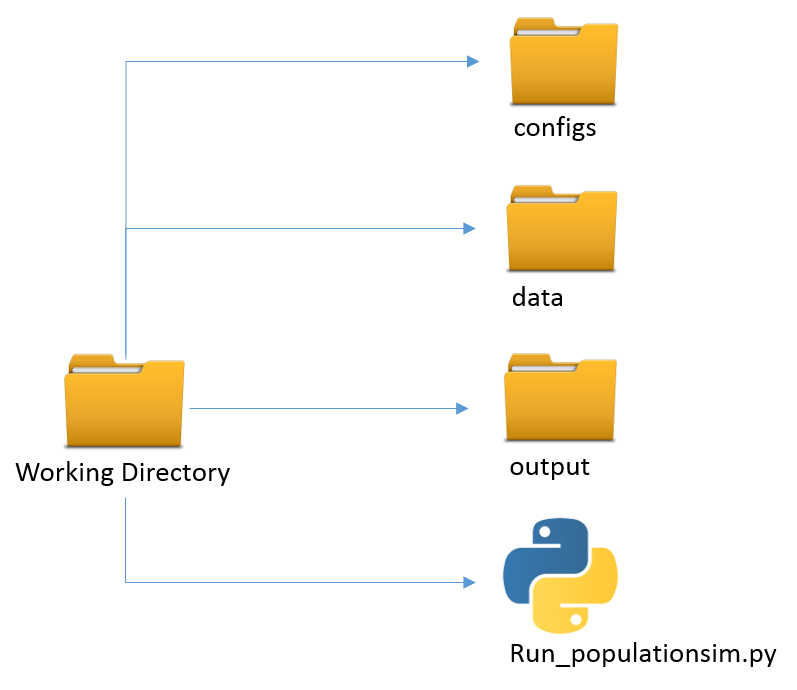 configs
data
output
Working Directory
Run_populationsim.py